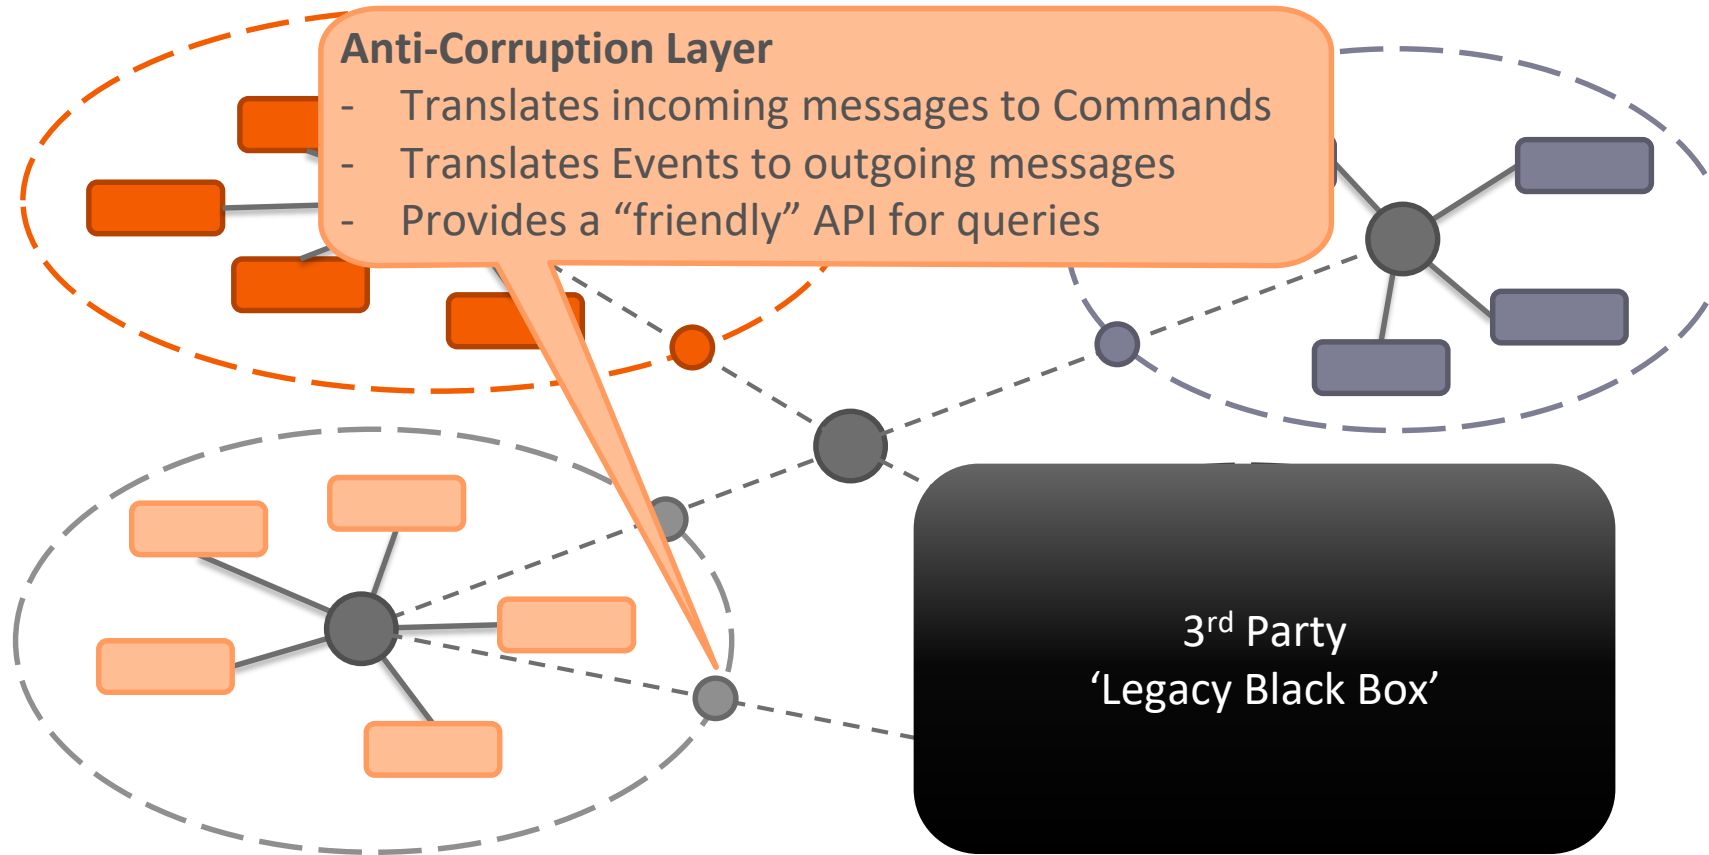 Anti-Corruption Layer
- Translates incoming messages to Commands
- Translates Events to outgoing messages
- Provides a “friendly” API for queries
3rd Party
‘Legacy Black Box’